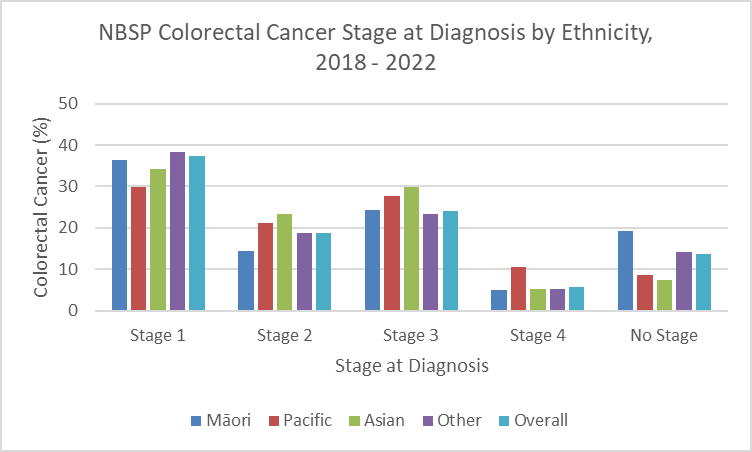 NBSP Colorectal Cancer Stage at Diagnosis by Ethnicity,
2018 - 2022
Colorectal Cancer (%)
50
40
30
20
10
0
Stage 1 Stage 2 Stage 3 Stage 4 No Stage
Stage at Diagnosis
Māori Pacific Asian Other Overall